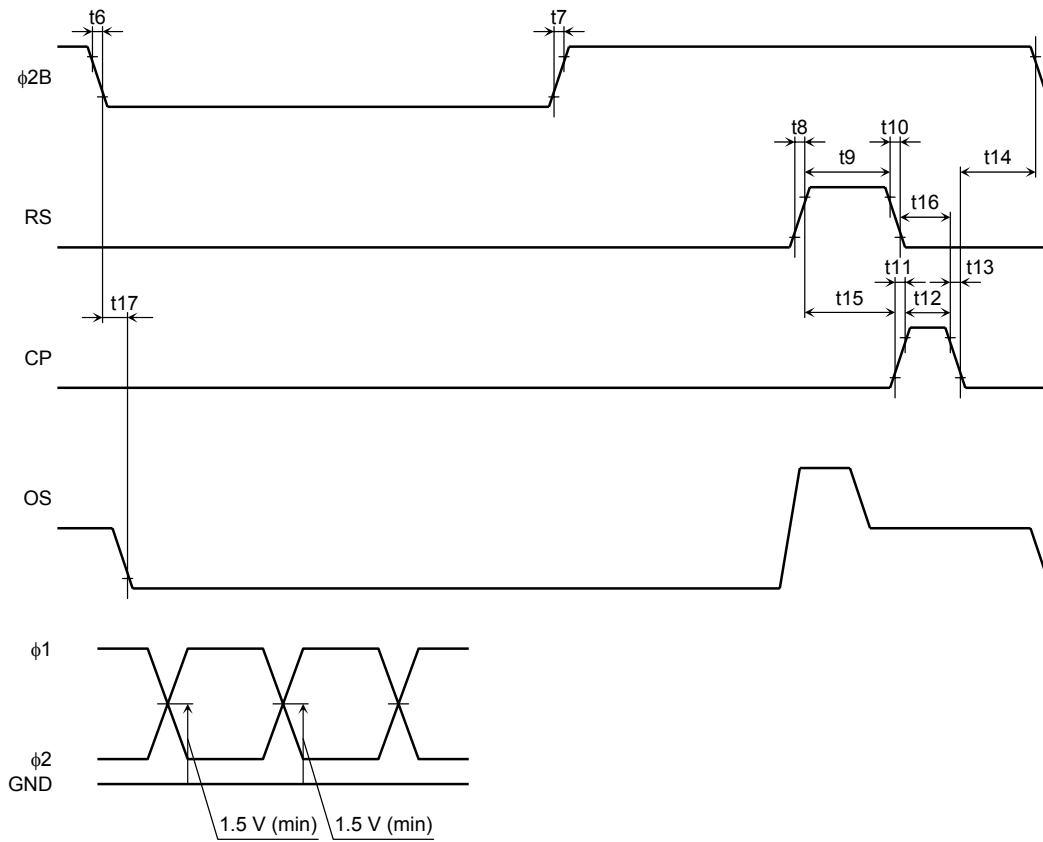 t6
t7
ϕ2B
t8
t10
t9
t14
RS
t16
t11
t13
t17
t15
t12
CP
OS
ϕ1
ϕ2
GND
1.5 V (min)
1.5 V (min)